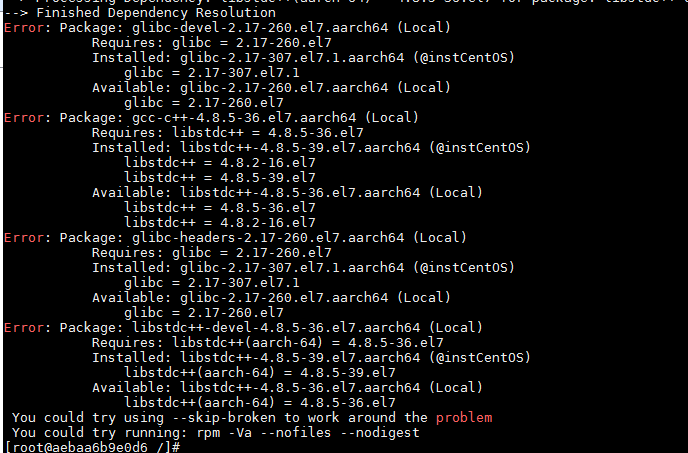 --> Finished Dependency Resolution
Error: Package: glibc-devel-2.17-260.el7.aarch64 (Local)
           Requires: glibc = 2.17-260.el7
           Installed: glibc-2.17-307.el7.1.aarch64 (@instCentOS)
               glibc = 2.17-307.el7.1
           Available: glibc-2.17-260.el7.aarch64 (Local)
               glibc = 2.17-260.el7
Error: Package: gcc-c++-4.8.5-36.el7.aarch64 (Local)
           Requires: libstdc++ = 4.8.5-36.el7
           Installed: libstdc++-4.8.5-39.el7.aarch64 (@instCentOS)
               libstdc++ = 4.8.2-16.el7
               libstdc++ = 4.8.5-39.el7
           Available: libstdc++-4.8.5-36.el7.aarch64 (Local)
               libstdc++ = 4.8.5-36.el7
               libstdc++ = 4.8.2-16.el7
Error: Package: glibc-headers-2.17-260.el7.aarch64 (Local)
           Requires: glibc = 2.17-260.el7
           Installed: glibc-2.17-307.el7.1.aarch64 (@instCentOS)
               glibc = 2.17-307.el7.1
           Available: glibc-2.17-260.el7.aarch64 (Local)
               glibc = 2.17-260.el7
Error: Package: libstdc++-devel-4.8.5-36.el7.aarch64 (Local)
           Requires: libstdc++(aarch-64) = 4.8.5-36.el7
           Installed: libstdc++-4.8.5-39.el7.aarch64 (@instCentOS)
               libstdc++(aarch-64) = 4.8.5-39.el7
           Available: libstdc++-4.8.5-36.el7.aarch64 (Local)
               libstdc++(aarch-64) = 4.8.5-36.el7
 You could try using --skip-broken to work around the problem
 You could try running: rpm -Va --nofiles --nodigest
[root@aebaa6b9e0d6 /]#